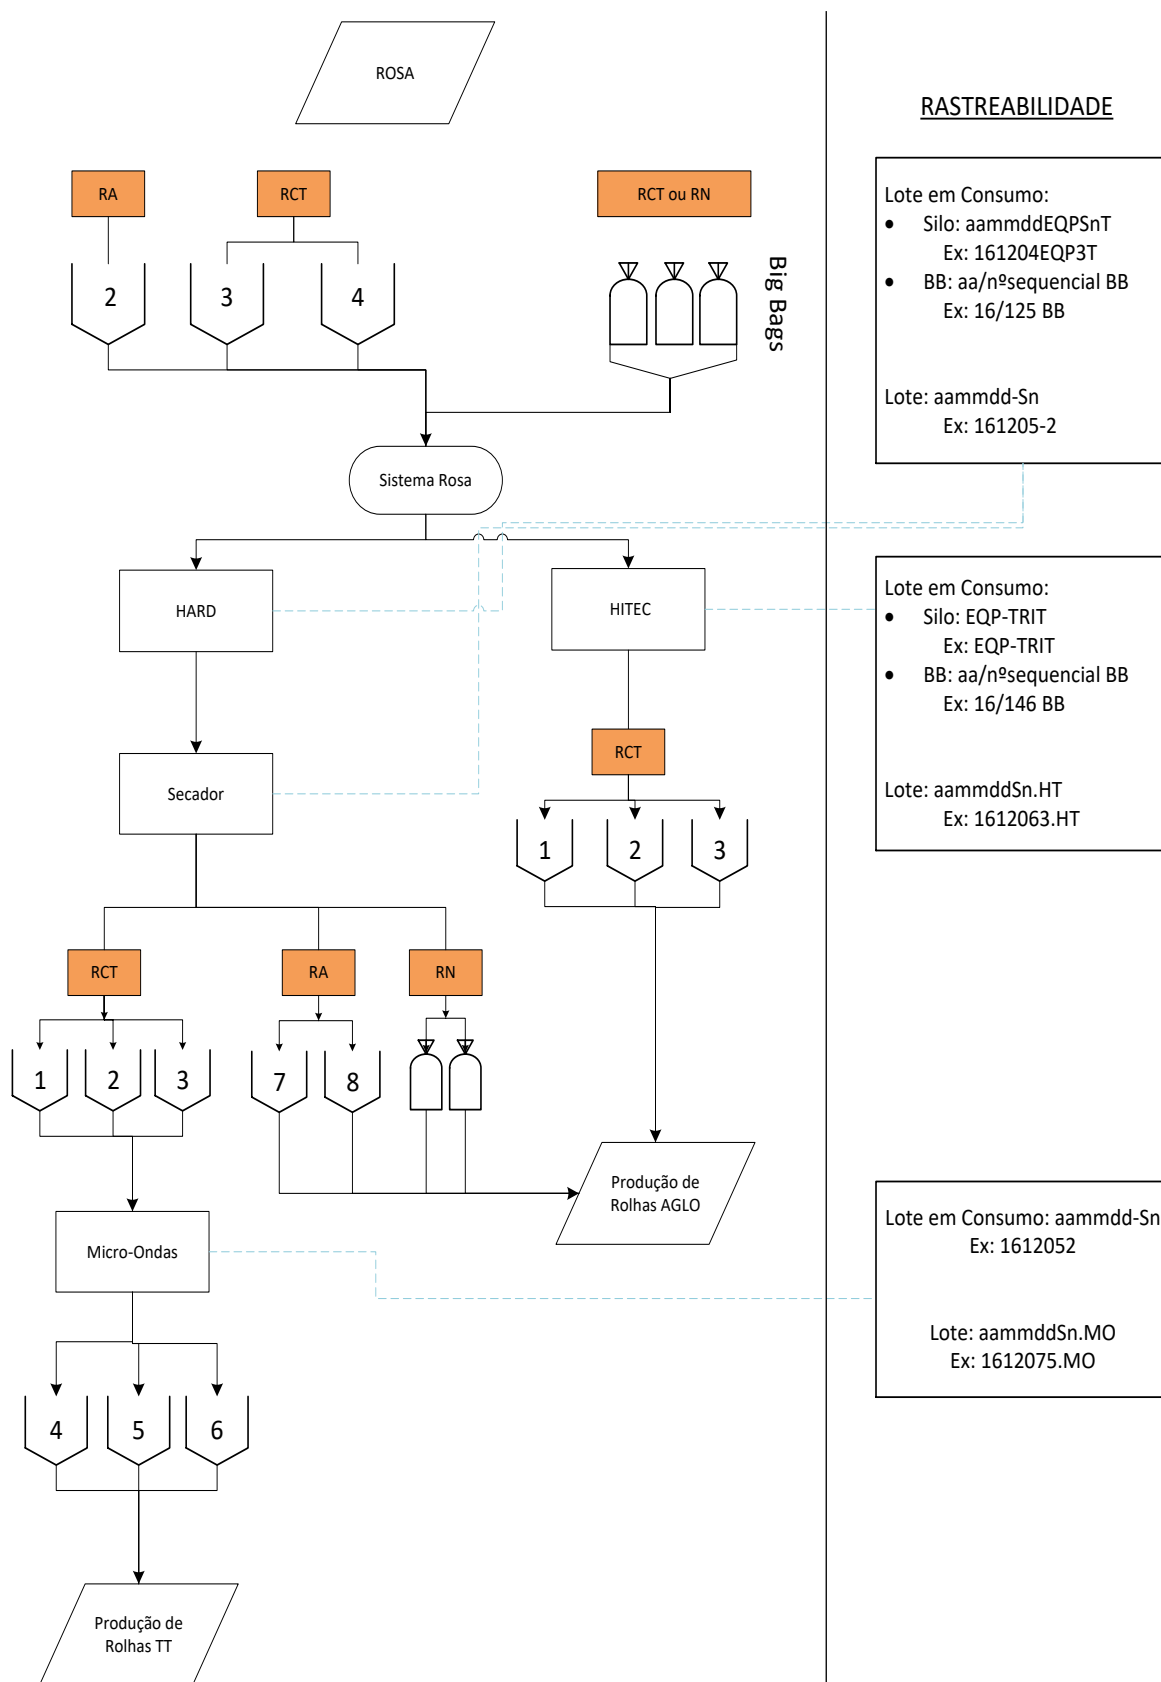 ROSA
RASTREABILIDADE
RA
RCT
RCT ou RN
2
3
4
Big Bags
Lote em Consumo:
• Silo: aammddEQPSnT
Ex: 161204EQP3T
• BB: aa/nºsequencial BB
Ex: 16/125 BB
Lote: aammdd-Sn
Ex: 161205-2
Sistema Rosa
HARD
HITEC
Lote em Consumo:
• Silo: EQP-TRIT
Ex: EQP-TRIT
• BB: aa/nºsequencial BB
Ex: 16/146 BB
Lote: aammddSn.HT
Ex: 1612063.HT
Secador
RCT
1
2
3
RCT
RA
RN
1
2
3
7
8
Produção de
Rolhas AGLO
Micro-Ondas
Lote em Consumo: aammdd-Sn
Ex: 1612052
Lote: aammddSn.MO
Ex: 1612075.MO
4
5
6
Produção de
Rolhas TT